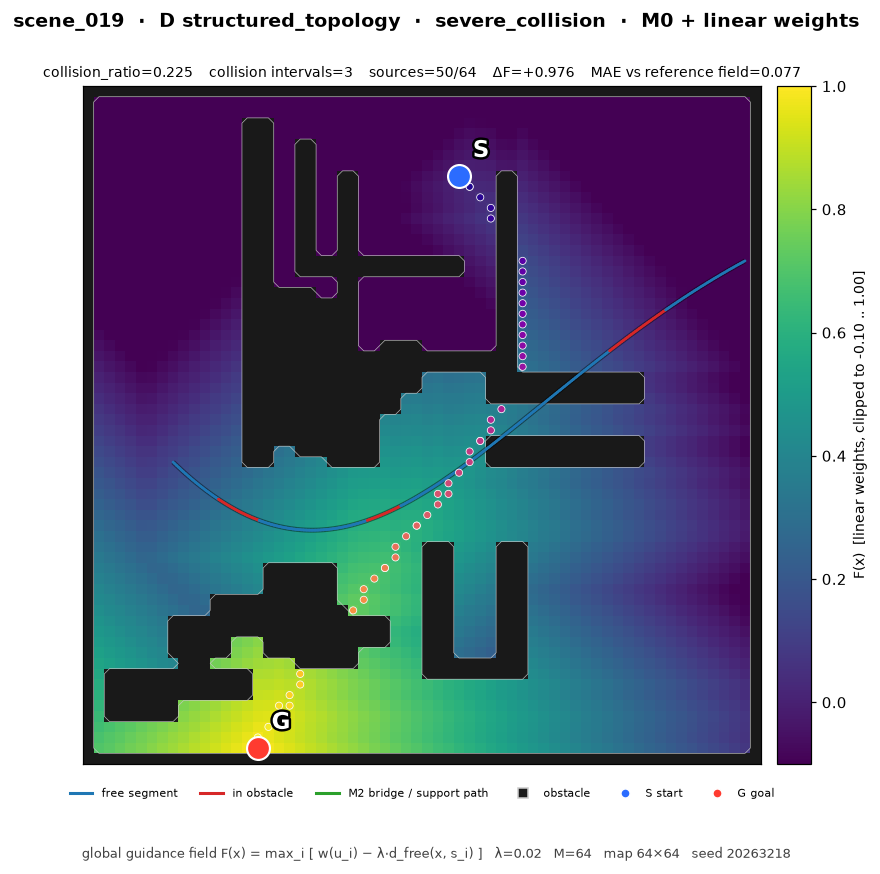 scene_019 · D structured_topology · severe_collision · M0 + linear weights
collision_ratio=0.225 collision intervals=3 sources=50/64 ΔF=+0.976 MAE vs reference field=0.077
S
G
1.0
0.8
0.6
0.4
0.2
0.0
F(x) [linear weights, clipped to -0.10 .. 1.00]
free segment
in obstacle
M2 bridge / support path
obstacle
S start
G goal
global guidance field F(x) = max_i [ w(u_i) − λ·d_free(x, s_i) ] λ=0.02 M=64 map 64×64 seed 20263218